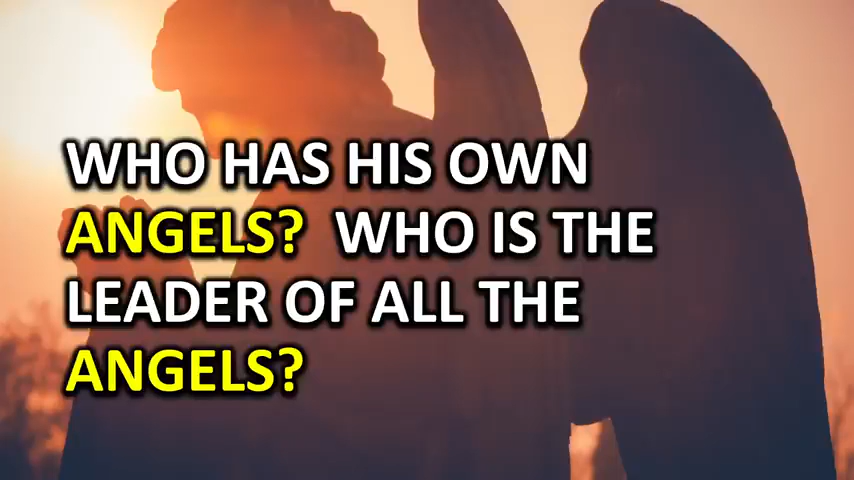 WHO HAS HIS OWN
ANGELS? WHO IS THE
LEADER OF ALL THE
ANGELS?